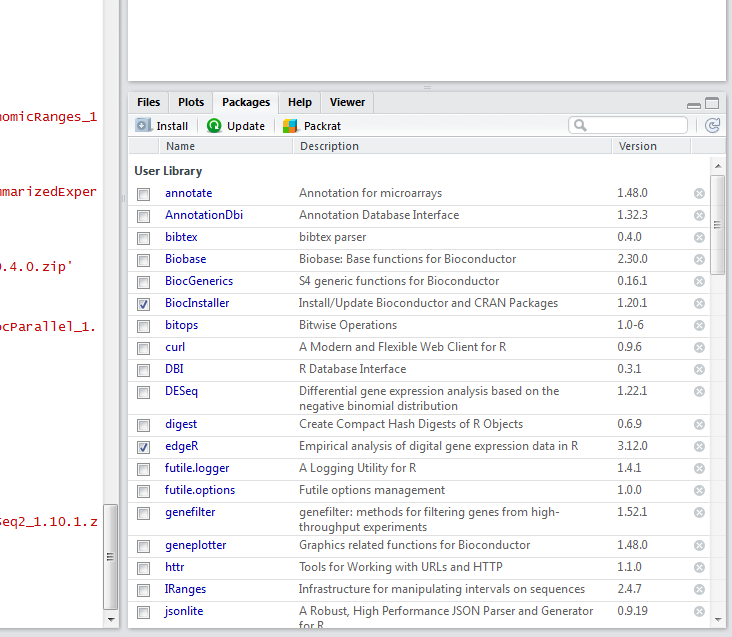 omicRanges_1
mmarizedExper
.4.0.zip'
ocParallel_1.
Seq2_1.10.1.z
Files Plots Packages Help Viewer
Install Update Packrat
Name Description Version
User Library
annotate Annotation for microarrays 1.48.0
AnnotationDbi Annotation Database Interface 1.32.3
bibtex bibtex parser 0.4.0
Biobase Biobase: Base functions for Bioconductor 2.30.0
BiocGenerics S4 generic functions for Bioconductor 0.16.1
BiocInstaller Install/Update Bioconductor and CRAN Packages 1.20.1
bitops Bitwise Operations 1.0-6
curl A Modern and Flexible Web Client for R 0.9.6
DBI R Database Interface 0.3.1
DESeq Differential gene expression analysis based on the 1.22.1
negative binomial distribution
digest Create Compact Hash Digests of R Objects 0.6.9
edgeR Empirical analysis of digital gene expression data in R 3.12.0
futile.logger A Logging Utility for R 1.4.1
futile.options Futile options management 1.0.0
genefilter genefilter: methods for filtering genes from high- 1.52.1
throughput experiments
geneplotter Graphics related functions for Bioconductor 1.48.0
httr Tools for Working with URLs and HTTP 1.1.0
IRanges Infrastructure for manipulating intervals on sequences 2.4.7
jsonlite A Robust, High Performance JSON Parser and Generator 0.9.19
for R